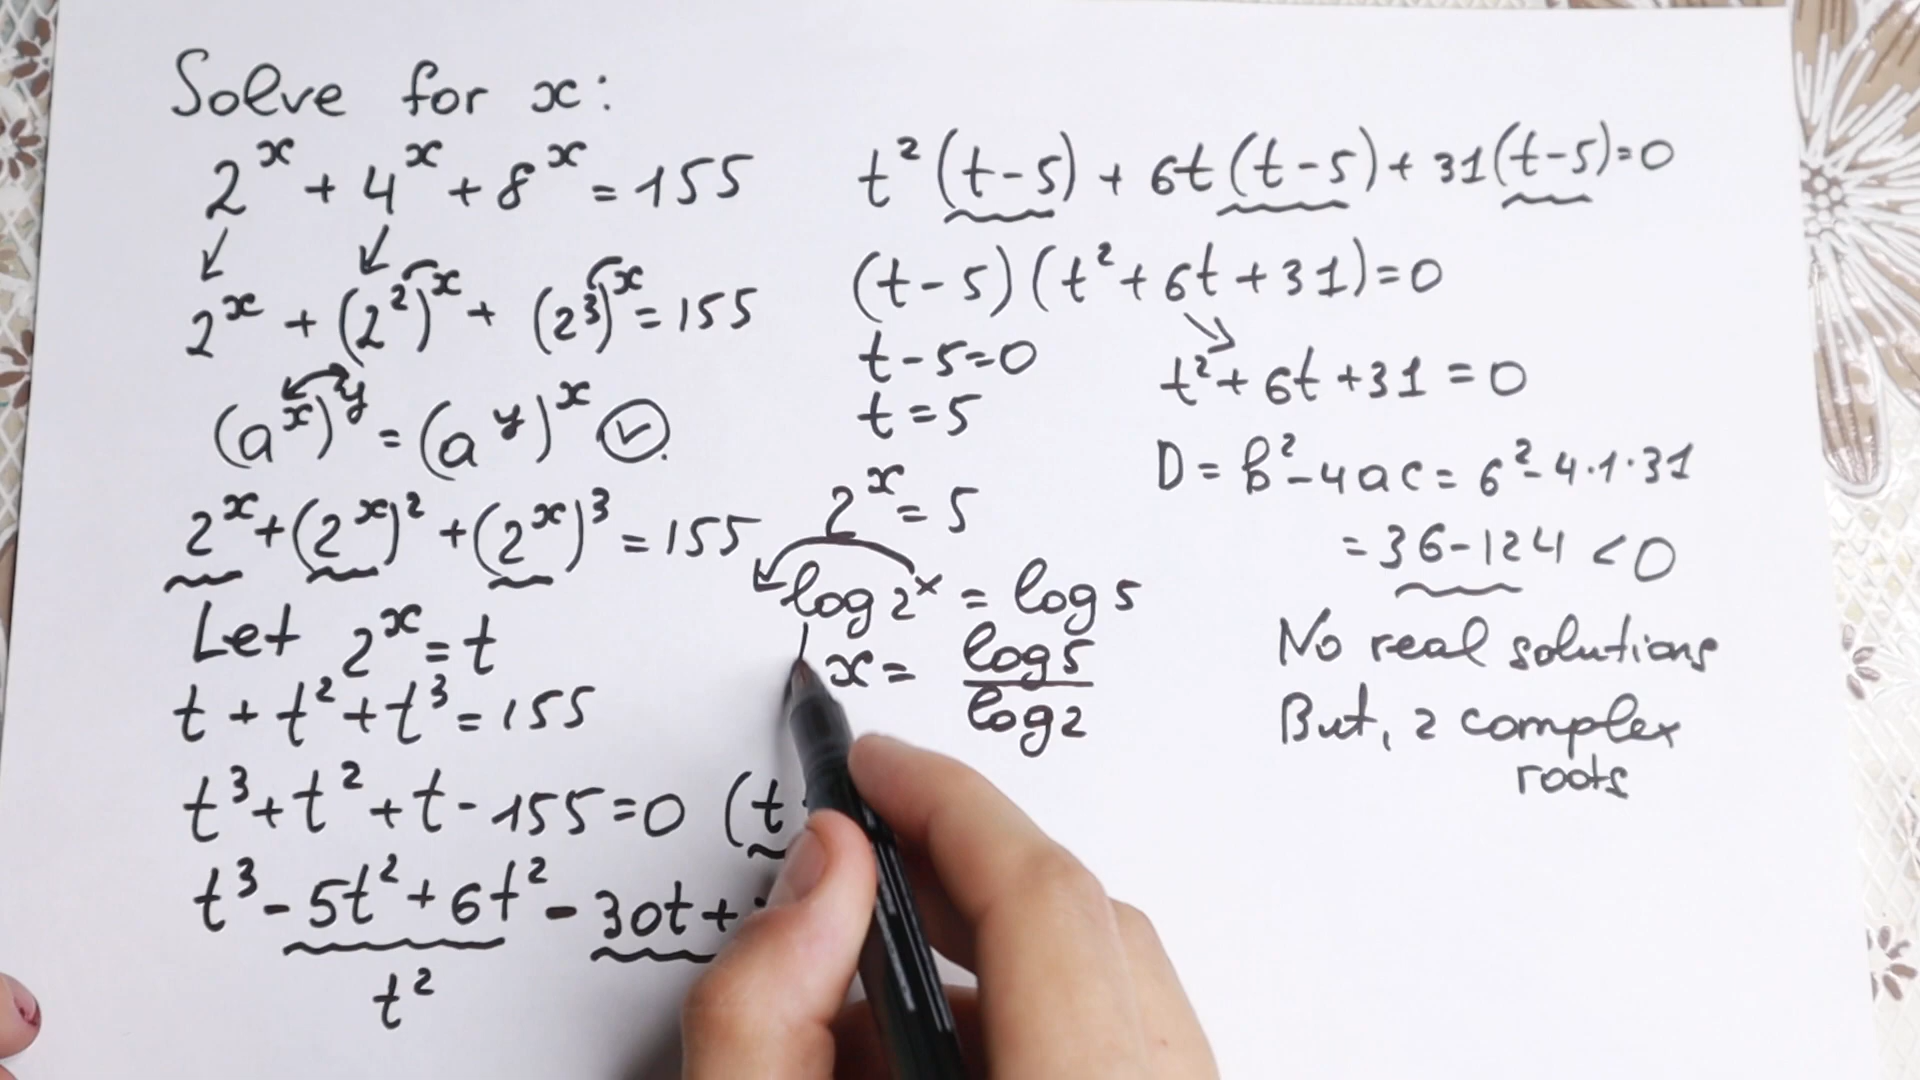 Solve for x:
2^x + 4^x + 8^x = 155
2^x + (2^2)^x + (2^3)^x = 155
(a^x)^y = (a^y)^x ✓
2^x + (2^x)^2 + (2^x)^3 = 155
Let 2^x = t
t + t^2 + t^3 = 155
t^3 + t^2 + t - 155 = 0 (t
t^3 - 5t^2 + 6t^2 - 30t +
t^2
t^2 (t-5) + 6t (t-5) + 31 (t-5) = 0
(t-5) (t^2 + 6t + 31) = 0
t - 5 = 0
t = 5
2^x = 5
log 2^x = log 5
x = log 5 / log 2
t^2 + 6t + 31 = 0
D = b^2 - 4ac = 6^2 - 4·1·31
= 36 - 124 < 0
No real solutions
But, 2 complex
roots